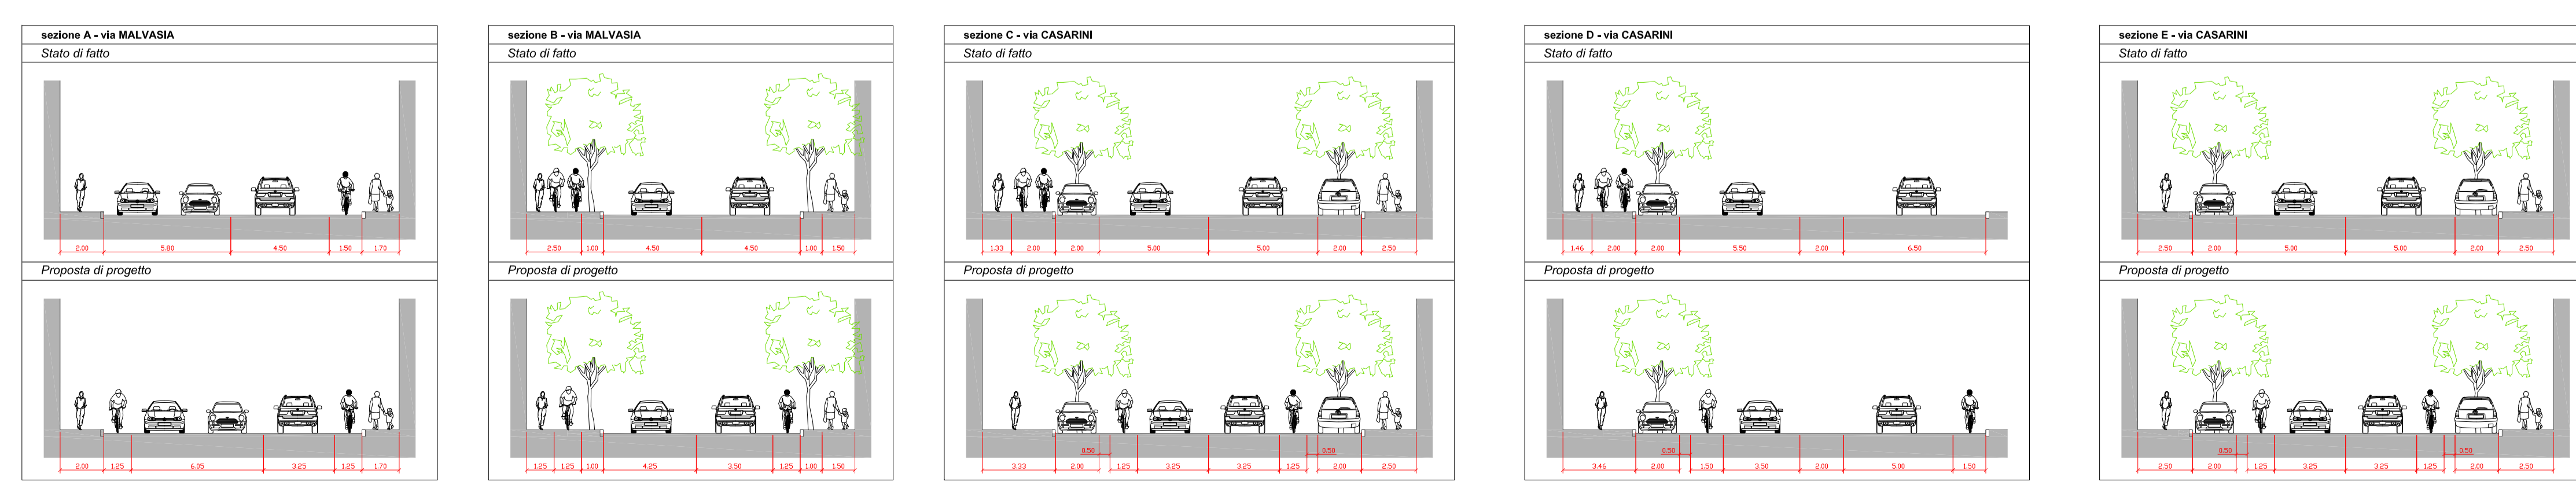 sezione A - via MALVASIA
Stato di fatto
2.00 5.80 4.50 1.50 1.70
Proposta di progetto
2.00 1.25 6.05 3.25 1.25 1.70
sezione B - via MALVASIA
Stato di fatto
2.50 1.00 4.50 4.50 1.00 1.50
Proposta di progetto
1.25 1.25 1.00 4.25 3.50 1.25 1.00 1.50
sezione C - via CASARINI
Stato di fatto
1.33 2.00 2.00 5.00 5.00 2.00 2.50
Proposta di progetto
0.50 0.50
3.33 2.00 1.25 3.25 3.25 1.25 2.00 2.50
sezione D - via CASARINI
Stato di fatto
1.46 2.00 2.00 5.50 2.00 6.50
Proposta di progetto
0.50
3.46 2.00 1.50 3.50 2.00 5.00 1.50
sezione E - via CASARINI
Stato di fatto
2.50 2.00 5.00 5.00 2.00 2.50
Proposta di progetto
0.50 0.50
2.50 2.00 1.25 3.25 3.25 1.25 2.00 2.50